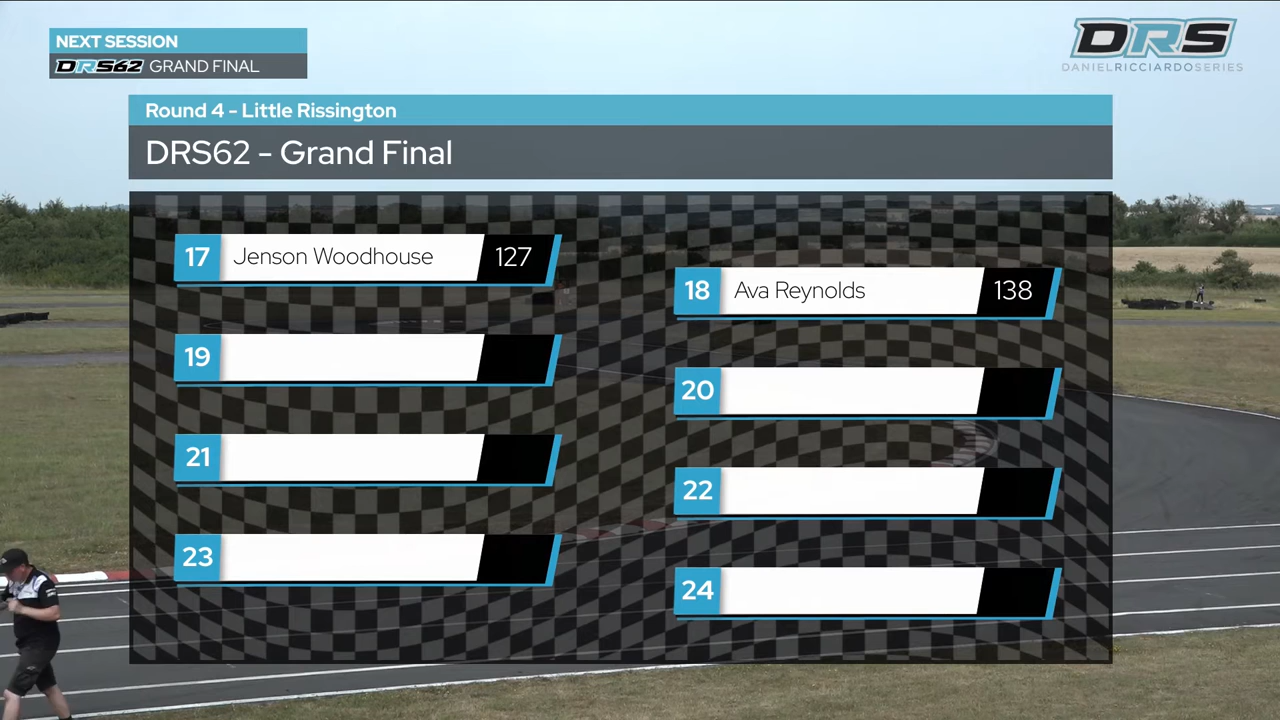 NEXT SESSION
DRS62 GRAND FINAL
DRS
DANIELRICCIARDOSERIES
Round 4 - Little Rissington
DRS62 - Grand Final
17 Jenson Woodhouse 127
18 Ava Reynolds 138
19
20
21
22
23
24